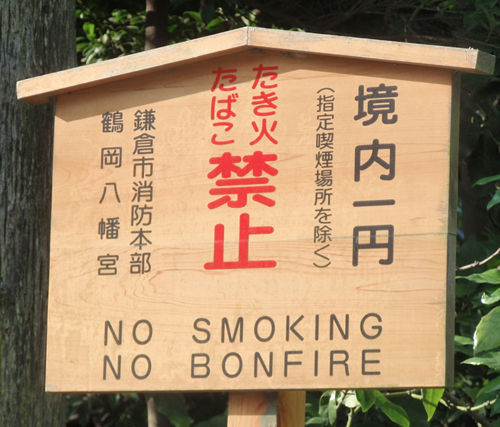 境内一円
（指定喫煙場所を除く）
たき火
たばこ
禁止
鎌倉市消防本部
鶴岡八幡宮
NO SMOKING
NO BONFIRE